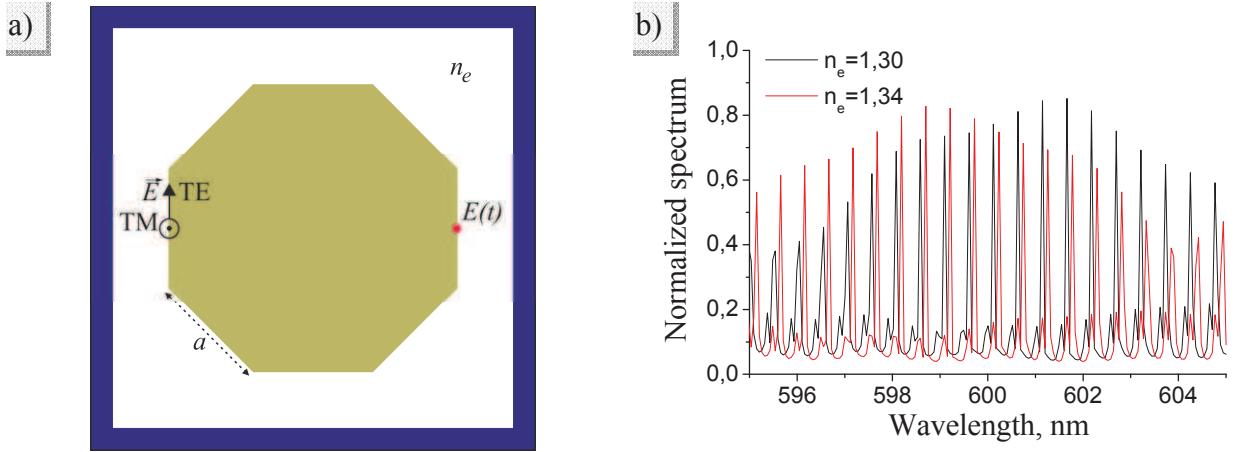 a)
n_e
E TE
TM
E(t)
a
b)
n_e=1,30
n_e=1,34
1,0
0,8
0,6
0,4
0,2
0,0
Normalized spectrum
596 598 600 602 604
Wavelength, nm